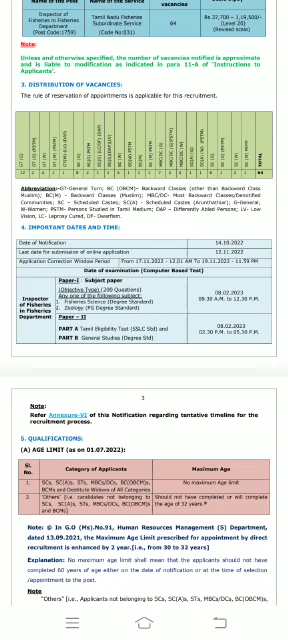 Name of the Post
vacancies
Inspector of Fisheries in Fisheries Department (Post Code:1759)
Tamil Nadu Fisheries Subordinate Service (Code No:031)
64
Rs.37,700 – 1,19,500/- (Level 20) (Revised scale)
Note:
Unless and otherwise specified, the number of vacancies notified is approximate
and is liable to modification as indicated in para 11-A of 'Instructions to
Applicants'.
3. DISTRIBUTION OF VACANCIES:
The rule of reservation of appointments is applicable for this recruitment.
TOTAL
64
Abbreviation:-GT-General Turn; BC (OBCM)– Backward Classes (other than Backward Class
Muslim); BC(M) – Backward Classes (Muslim); MBC/DC- Most Backward Classes/Denotified
Communities; SC – Scheduled Castes; SC(A) – Scheduled Castes (Arunthathiar); G-General;
W-Women; PSTM- Persons Studied in Tamil Medium; DAP – Differently Abled Persons; LV- Low
Vision, LC- Leprosy Cured, DF- Dwarfism.
4. IMPORTANT DATES AND TIME:
Date of Notification 14.10.2022
Last date for submission of online application 12.11.2022
Application Correction Window Period From 17.11.2022 - 12.01 AM To 19.11.2022 - 11.59 PM
Date of examination (Computer Based Test)
Inspector of Fisheries in Fisheries Department
Paper-I : Subject paper
(Objective Type) (200 Questions)
Any one of the following subject:
1. Fisheries Science (Degree Standard)
2. Zoology (PG Degree Standard)
08.02.2023
09.30 A.M. to 12.30 P.M.
Paper – II
PART A Tamil Eligibility Test (SSLC Std) and
PART B General Studies (Degree Std)
08.02.2023
02.30 P.M. to 05.30 P.M.
3
Note:
Refer Annexure-VI of this Notification regarding tentative timeline for the
recruitment process.
5. QUALIFICATIONS:
(A) AGE LIMIT (as on 01.07.2022):
Sl. No. Category of Applicants Maximum Age
1. SCs, SC(A)s, STs, MBCs/DCs, BC(OBCM)s,
BCMs and Destitute Widows of All Categories
No maximum Age limit
2. 'Others' [i.e. candidates not belonging to
SCs, SC(A)s, STs, MBCs/DCs, BC(OBCM)s
and BCMs]
Should not have completed or will complete
the age of 32 years.
Note: @ In G.O (Ms).No.91, Human Resources Management (S) Department,
dated 13.09.2021, the Maximum Age Limit prescribed for appointment by direct
recruitment is enhanced by 2 year.[i.e., from 30 to 32 years]
Explanation: No maximum age limit shall mean that the applicants should not have
completed 60 years of age either on the date of notification or at the time of selection
/appointment to the post.
Note
"Others" [i.e., Applicants not belonging to SCs, SC(A)s, STs, MBCs/DCs, BC(OBCM)s,